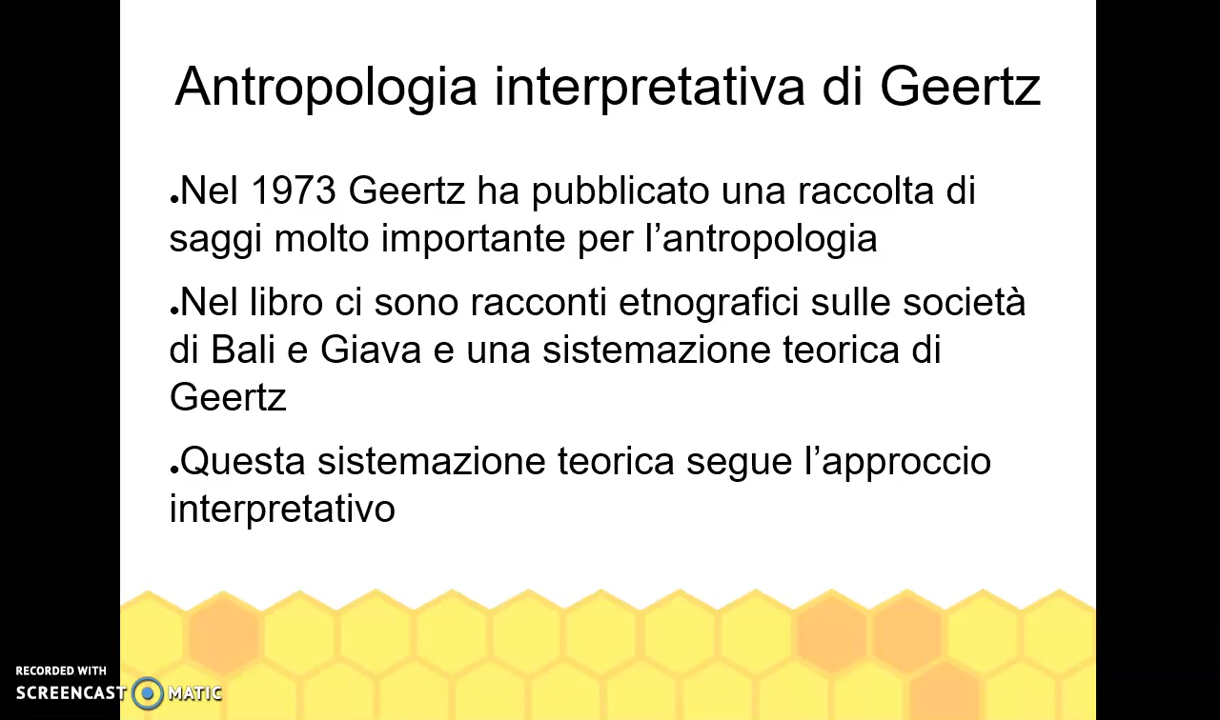 Antropologia interpretativa di Geertz
●Nel 1973 Geertz ha pubblicato una raccolta di
saggi molto importante per l’antropologia
●Nel libro ci sono racconti etnografici sulle società
di Bali e Giava e una sistemazione teorica di
Geertz
●Questa sistemazione teorica segue l’approccio
interpretativo
RECORDED WITH
SCREENCAST MATIC